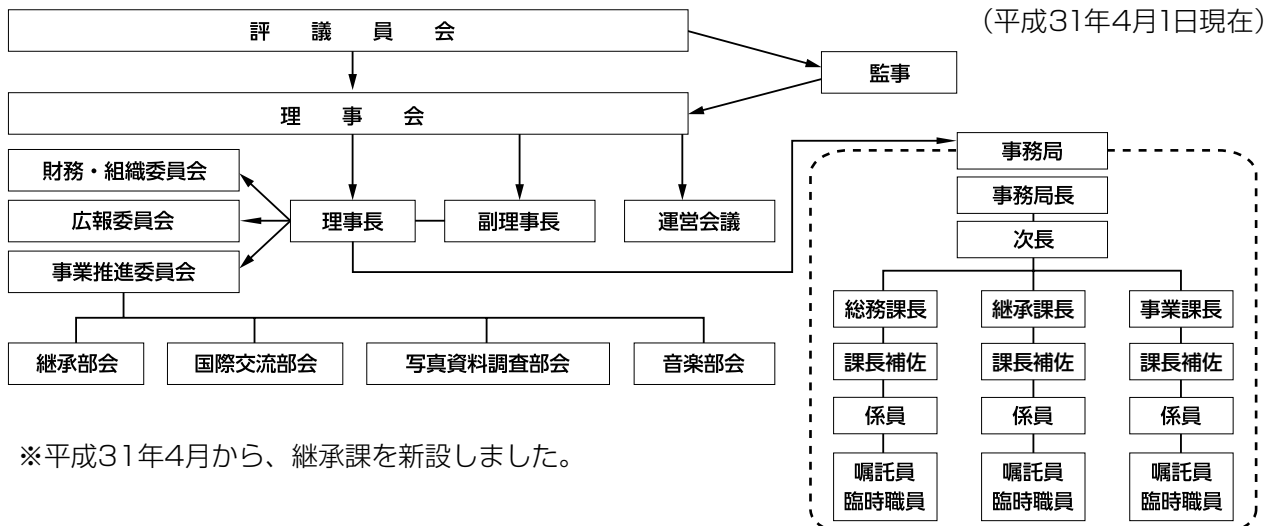 （平成31年4月1日現在）
評議員会
監事
理事会
事務局
財務・組織委員会
事務局長
広報委員会
理事長
副理事長
運営会議
次長
事業推進委員会
総務課長
継承課長
事業課長
継承部会
国際交流部会
写真資料調査部会
音楽部会
課長補佐
課長補佐
課長補佐
係員
係員
係員
※平成31年4月から、継承課を新設しました。
嘱託員
臨時職員
嘱託員
臨時職員
嘱託員
臨時職員